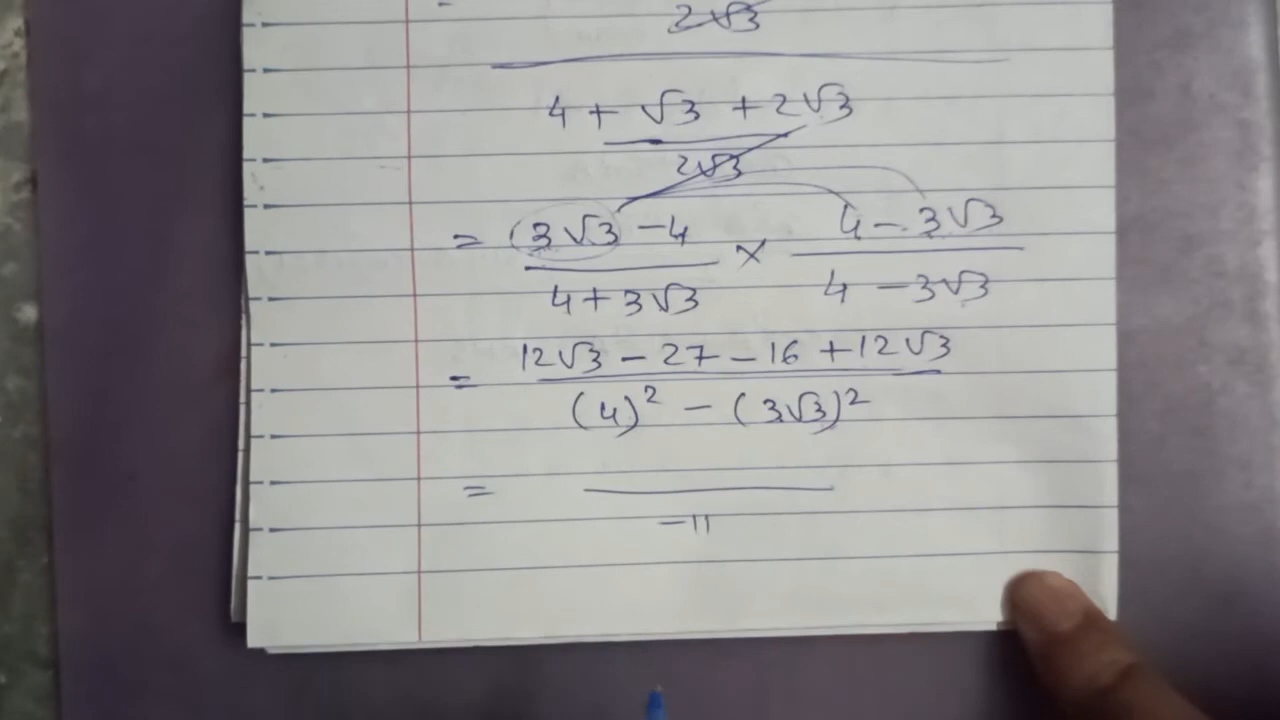 2√3
4 + √3 + 2√3
2√3
= (3√3 - 4 × 4 - 3√3
4 + 3√3 4 - 3√3
= 12√3 - 27 - 16 + 12√3
(4)² - (3√3)²
=
-11